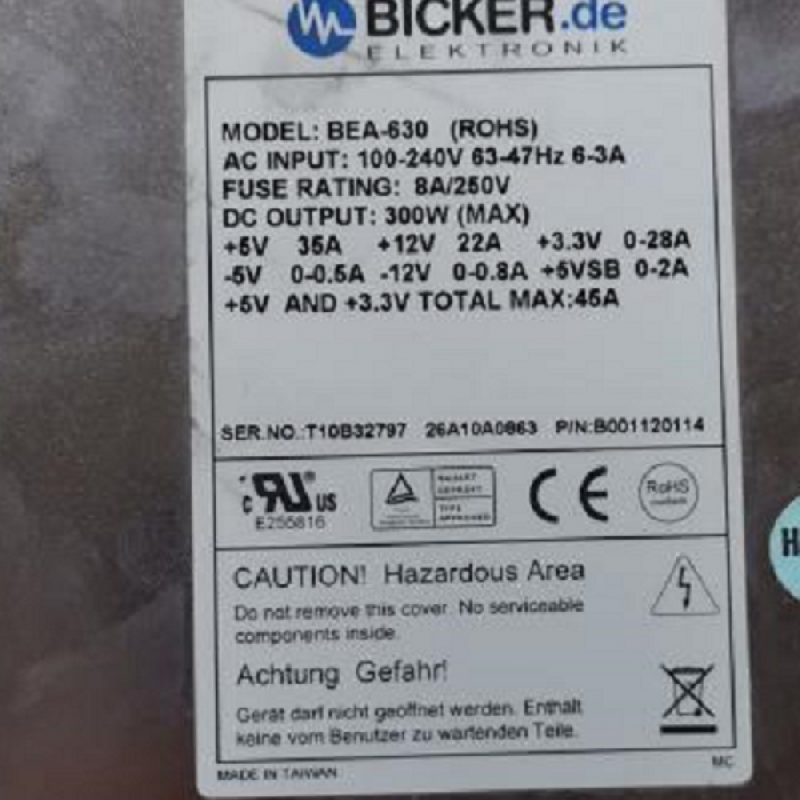 BICKER.de
ELEKTRONIK
MODEL: BEA-630 (ROHS)
AC INPUT: 100-240V 63-47Hz 6-3A
FUSE RATING: 8A/250V
DC OUTPUT: 300W (MAX)
+5V 35A +12V 22A +3.3V 0-28A
-5V 0-0.5A -12V 0-0.8A +5VSB 0-2A
+5V AND +3.3V TOTAL MAX:45A
SER.NO.:T10B32797 26A10A0863 P/N:B001120114
c RU US
E255816
TYPE
APPROVED
CE
RoHS
CAUTION! Hazardous Area
Do not remove this cover. No serviceable
components inside.
Achtung Gefahr!
Gerät darf nicht geöffnet werden. Enthält
keine vom Benutzer zu wartenden Teile.
MADE IN TAIWAN
MC
H